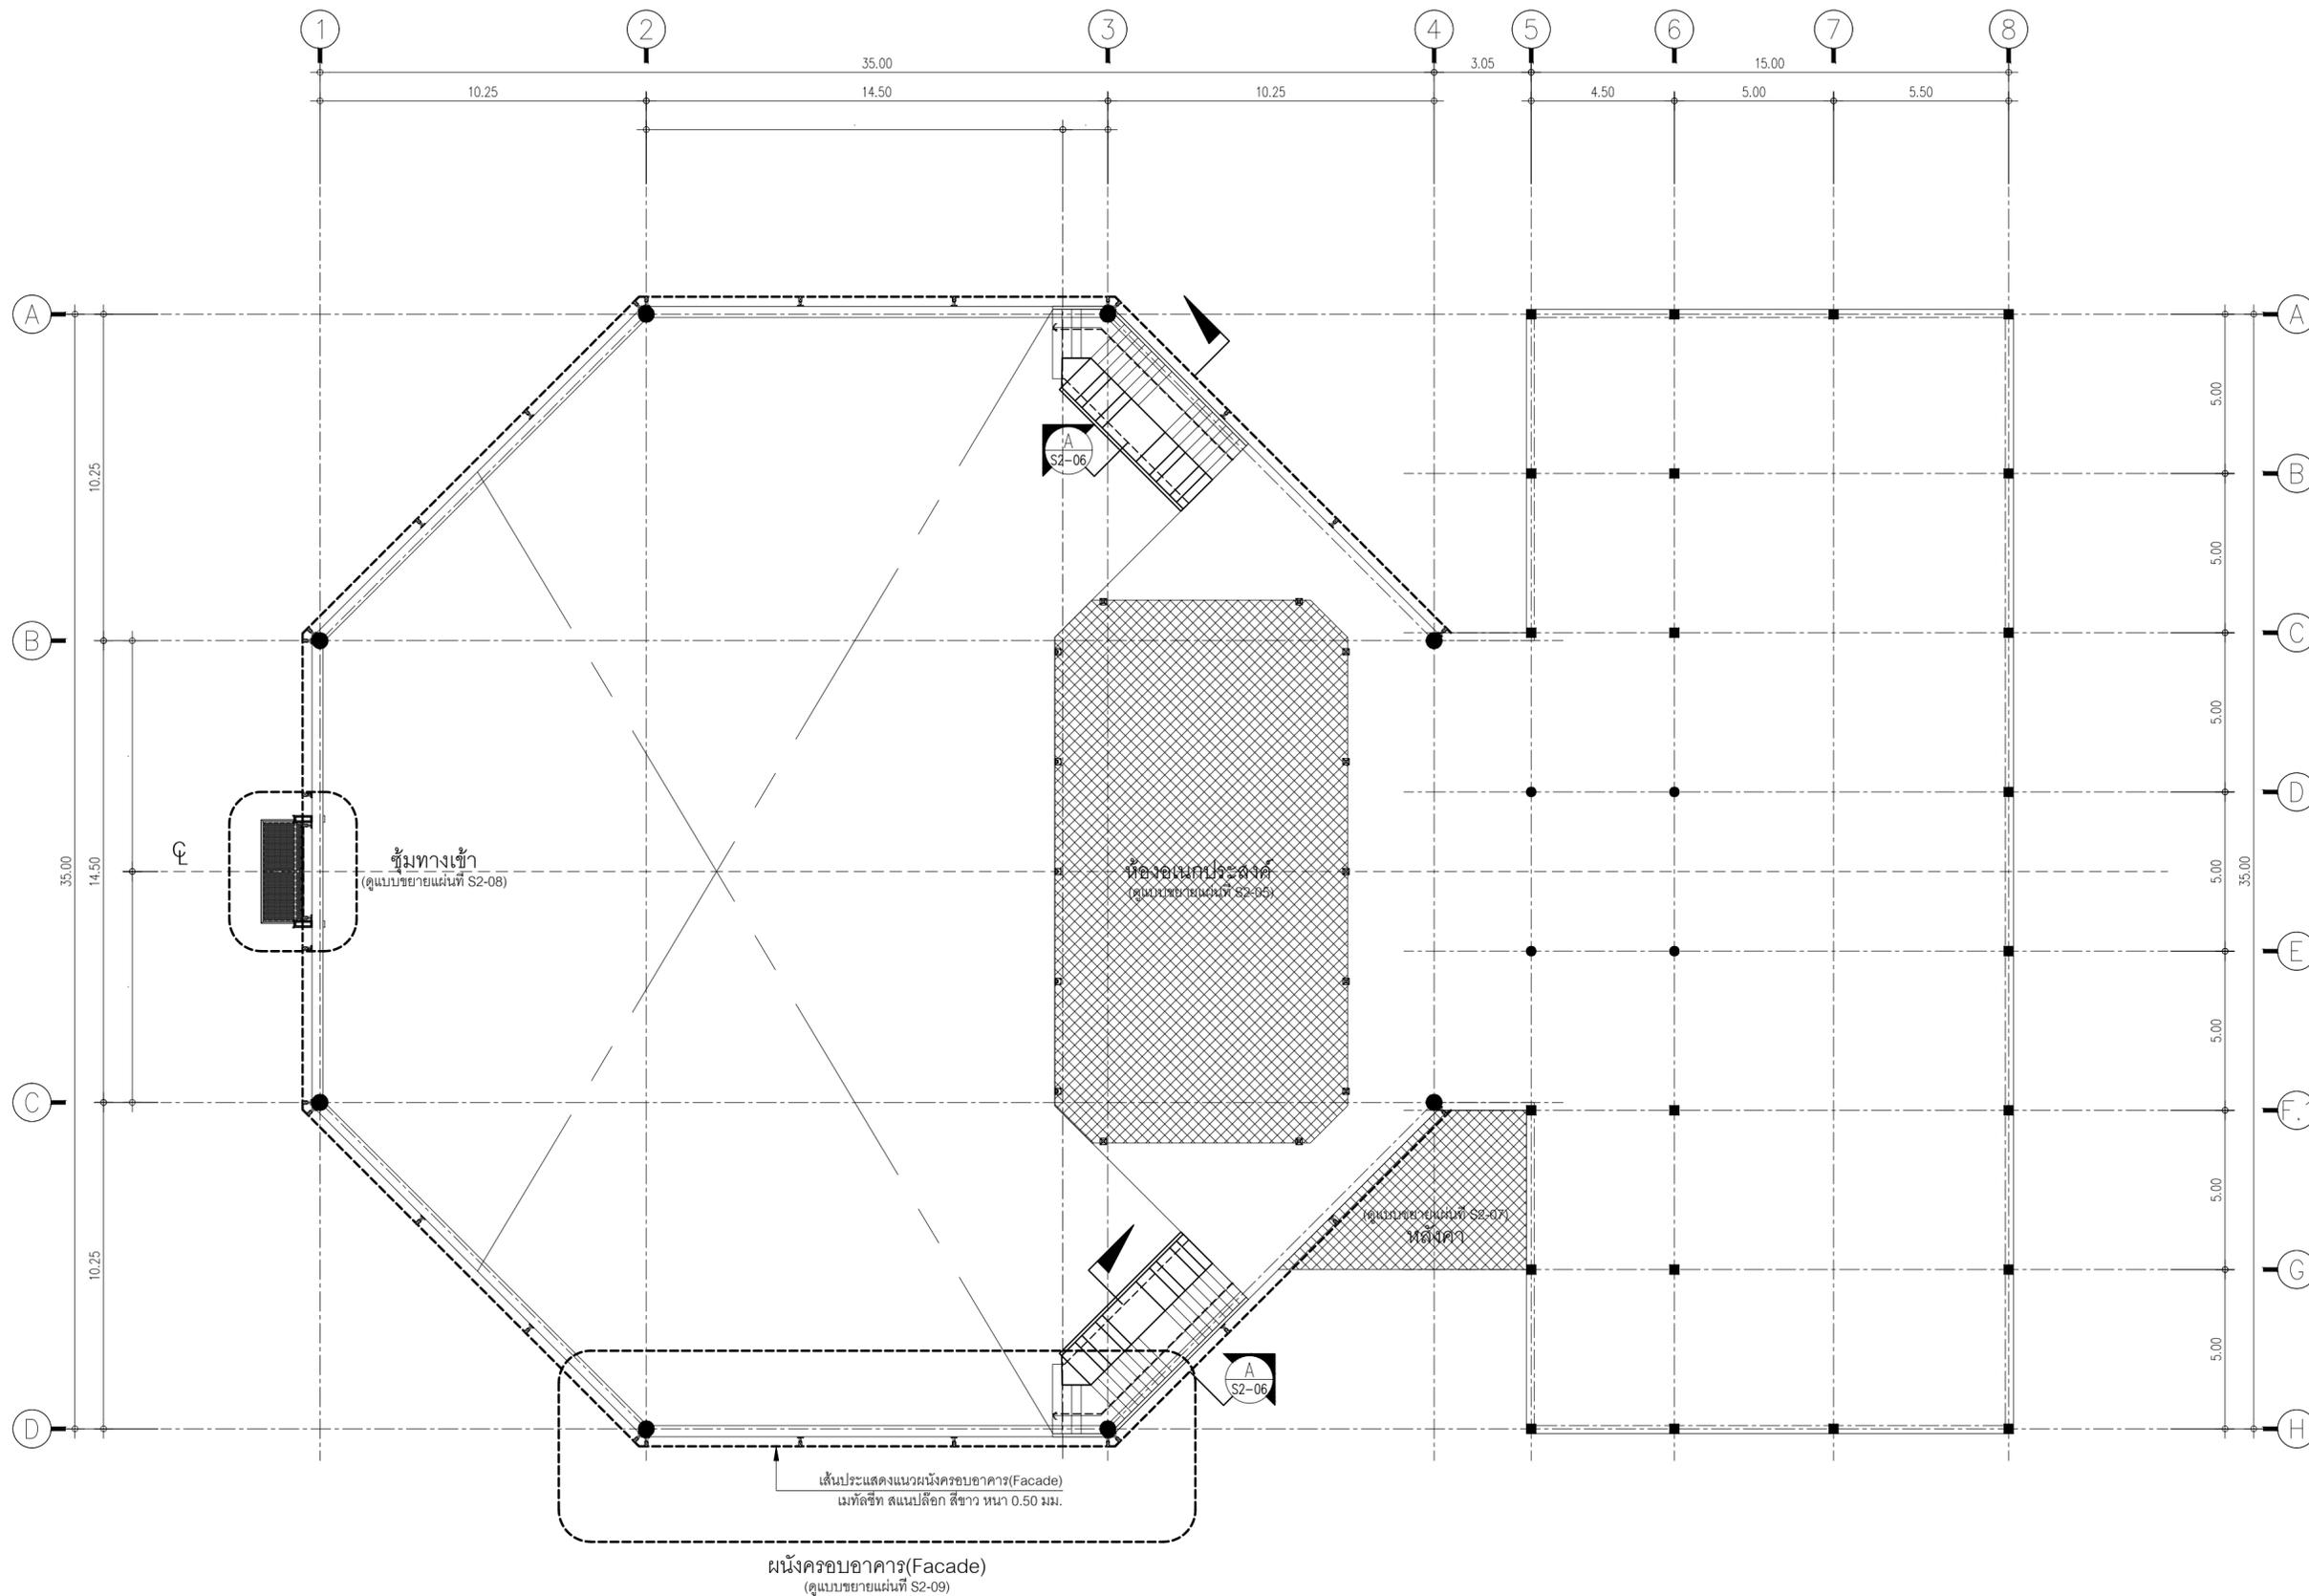 1 2 3 4 5 6 7 8
35.00 3.05 15.00
10.25 14.50 10.25 4.50 5.00 5.50
A
A
5.00
A
S2-06
B
10.25
5.00
C
B
5.00
D
℄
ซุ้มทางเข้า
(ดูแบบขยายแผ่นที่ S2-08)
ห้องอเนกประสงค์
(ดูแบบขยายแผ่นที่ S2-05)
35.00
14.50
5.00
35.00
E
5.00
C
F.
5.00
(ดูแบบขยายแผ่นที่ S2-07)
หลังคา
10.25
G
5.00
A
S2-06
D
H
เส้นประแสดงแนวผนังครอบอาคาร(Facade)
เมทัลชีท สแนปล๊อก สีขาว หนา 0.50 มม.
ผนังครอบอาคาร(Facade)
(ดูแบบขยายแผ่นที่ S2-09)